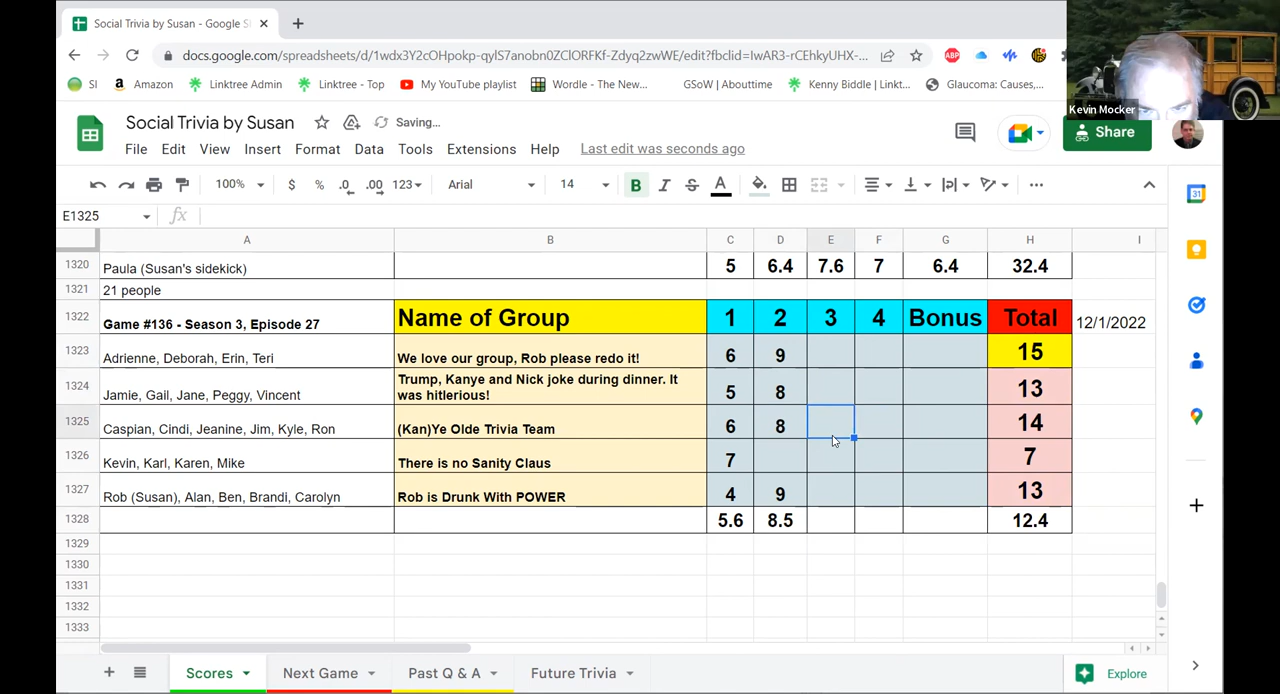 Social Trivia by Susan - Google S
docs.google.com/spreadsheets/d/1wdx3Y2cOHpokp-qylS7anobn0ZClORFKf-Zdyq2zwWE/edit?fbclid=IwAR3-rCEhkyUHX-...
ABP
SI Amazon Linktree Admin Linktree - Top My YouTube playlist Wordle - The New... GSoW | Abouttime Kenny Biddle | Linkt... Glaucoma: Causes,...
Kevin Mocker
Social Trivia by Susan Saving...
Share
File Edit View Insert Format Data Tools Extensions Help Last edit was seconds ago
100% $ % .0 .00 123 Arial 14 B I S A
31
E1325 fx
A B C D E F G H I
1320 Paula (Susan's sidekick) 5 6.4 7.6 7 6.4 32.4
1321 21 people
1322 Game #136 - Season 3, Episode 27 Name of Group 1 2 3 4 Bonus Total 12/1/2022
1323 Adrienne, Deborah, Erin, Teri We love our group, Rob please redo it! 6 9 15
1324 Jamie, Gail, Jane, Peggy, Vincent Trump, Kanye and Nick joke during dinner. It
was hitlerious! 5 8 13
1325 Caspian, Cindi, Jeanine, Jim, Kyle, Ron (Kan)Ye Olde Trivia Team 6 8 14
1326 Kevin, Karl, Karen, Mike There is no Sanity Claus 7 7
1327 Rob (Susan), Alan, Ben, Brandi, Carolyn Rob is Drunk With POWER 4 9 13
1328 5.6 8.5 12.4
1329
1330
1331
1332
1333
Scores Next Game Past Q & A Future Trivia Explore